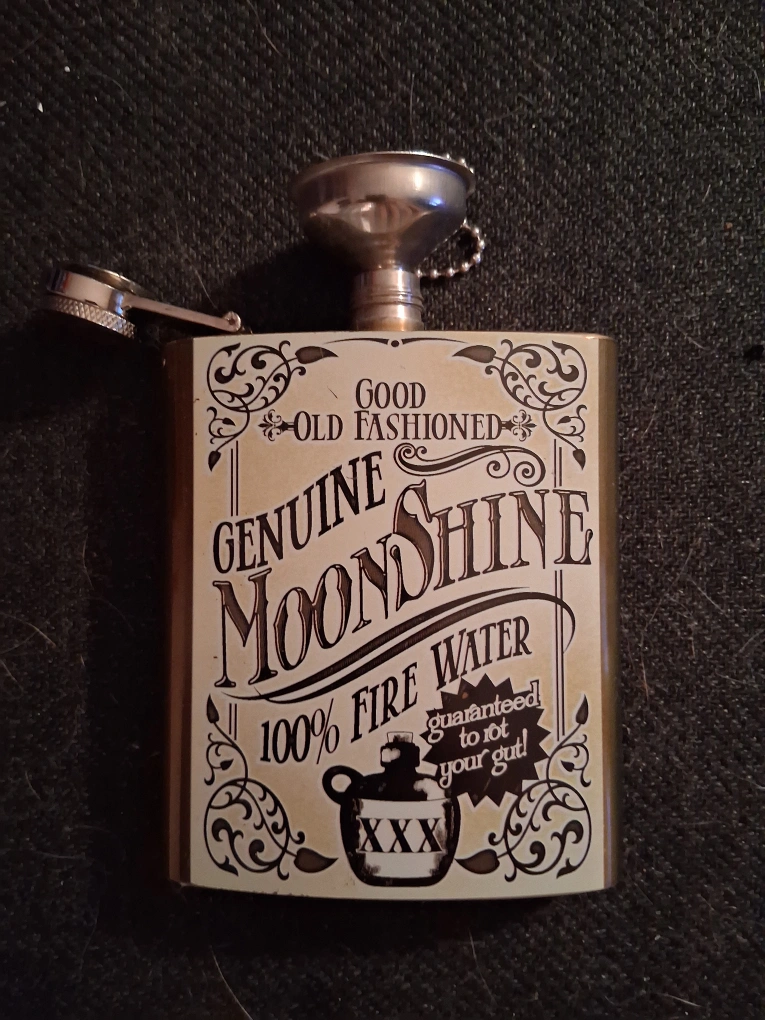 GOOD
OLD FASHIONED
GENUINE
MOONSHINE
100% FIRE WATER
guaranteed
to rot
your gut!
XXX